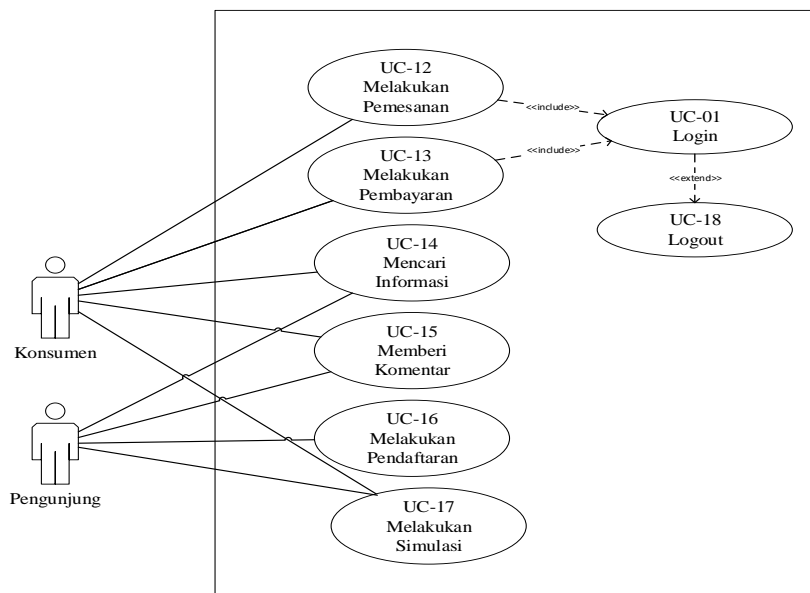 UC-12
Melakukan
Pemesanan
<<include>>
UC-01
Login
UC-13
Melakukan
Pembayaran
<<include>>
<<extend>>
UC-18
Logout
UC-14
Mencari
Informasi
Konsumen
UC-15
Memberi
Komentar
UC-16
Melakukan
Pendaftaran
Pengunjung
UC-17
Melakukan
Simulasi